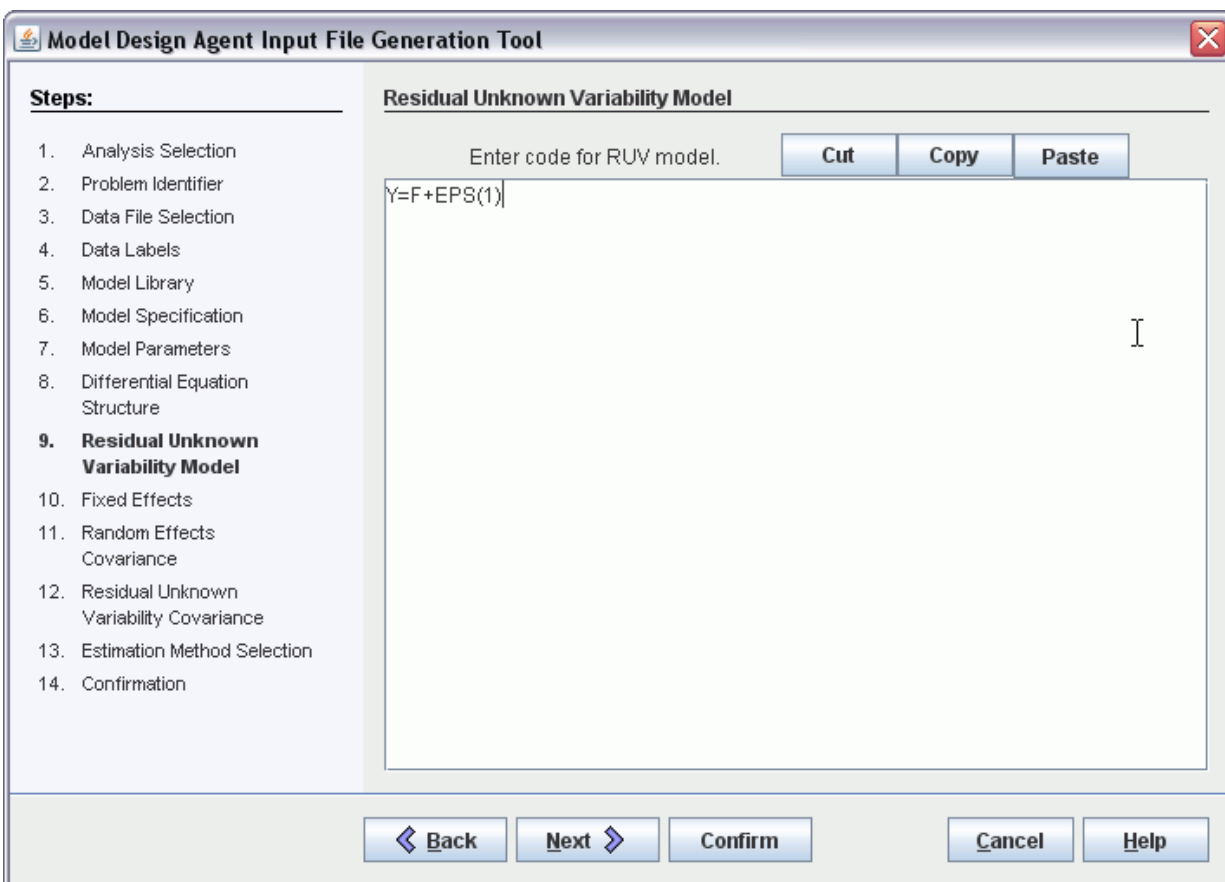 Model Design Agent Input File Generation Tool
Steps:
1. Analysis Selection
2. Problem Identifier
3. Data File Selection
4. Data Labels
5. Model Library
6. Model Specification
7. Model Parameters
8. Differential Equation
Structure
9. Residual Unknown
Variability Model
10. Fixed Effects
11. Random Effects
Covariance
12. Residual Unknown
Variability Covariance
13. Estimation Method Selection
14. Confirmation
Residual Unknown Variability Model
Enter code for RUV model. Cut Copy Paste
Y=F+EPS(1)
Back Next Confirm Cancel Help